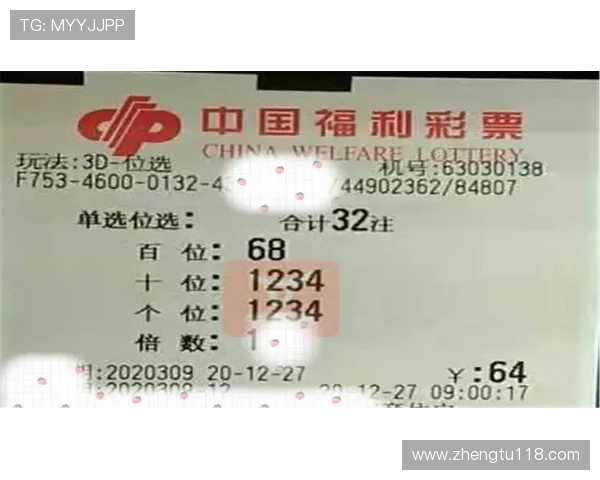 TG: MYYJJPP
中国福利彩票
CHINA WELFARE LOTTERY
玩法:3D-位选 机号:63030138
F753-4600-0132-4 /44902362/84807
单选位选: 合计32注
百 位: 68
十 位: 1234
个 位: 1234
倍 数: 1
:2020309 20-12-27 ¥:64
20-12-27 09:00:17
www.zhengtu118.com